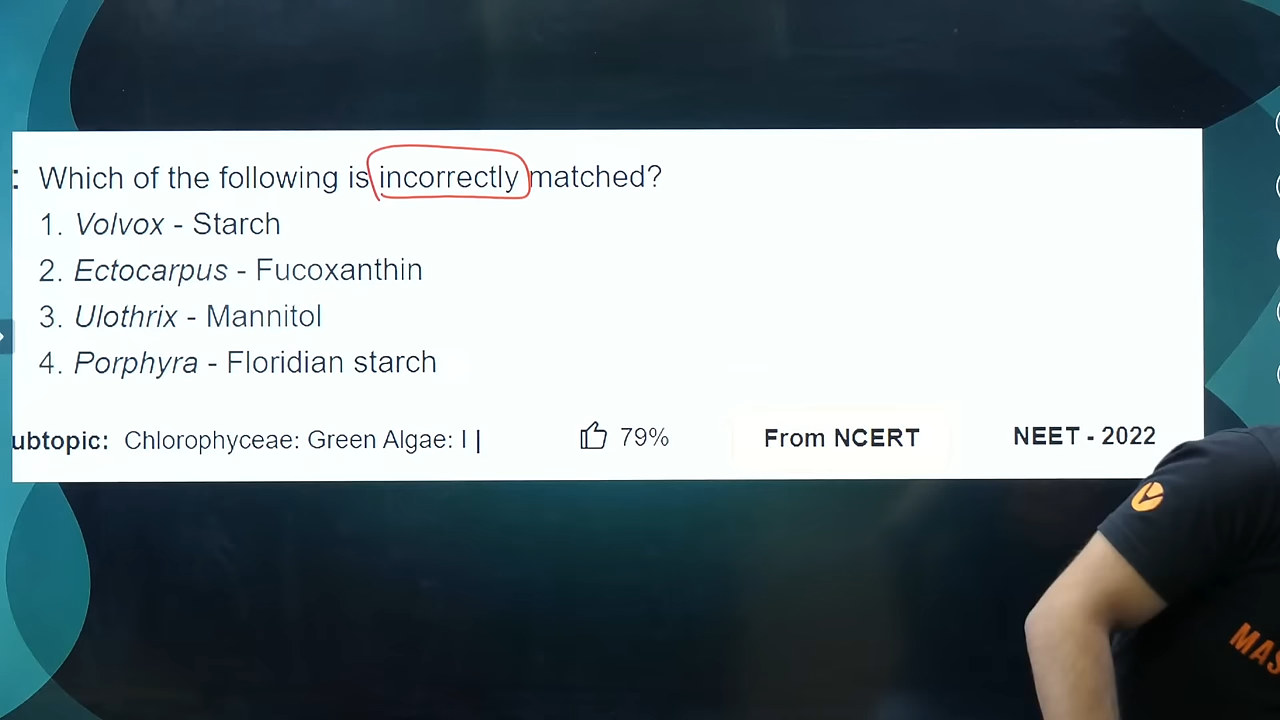 : Which of the following is incorrectly matched?
1. Volvox - Starch
2. Ectocarpus - Fucoxanthin
3. Ulothrix - Mannitol
4. Porphyra - Floridian starch
ubtopic: Chlorophyceae: Green Algae: I | 79% From NCERT NEET - 2022
MAS